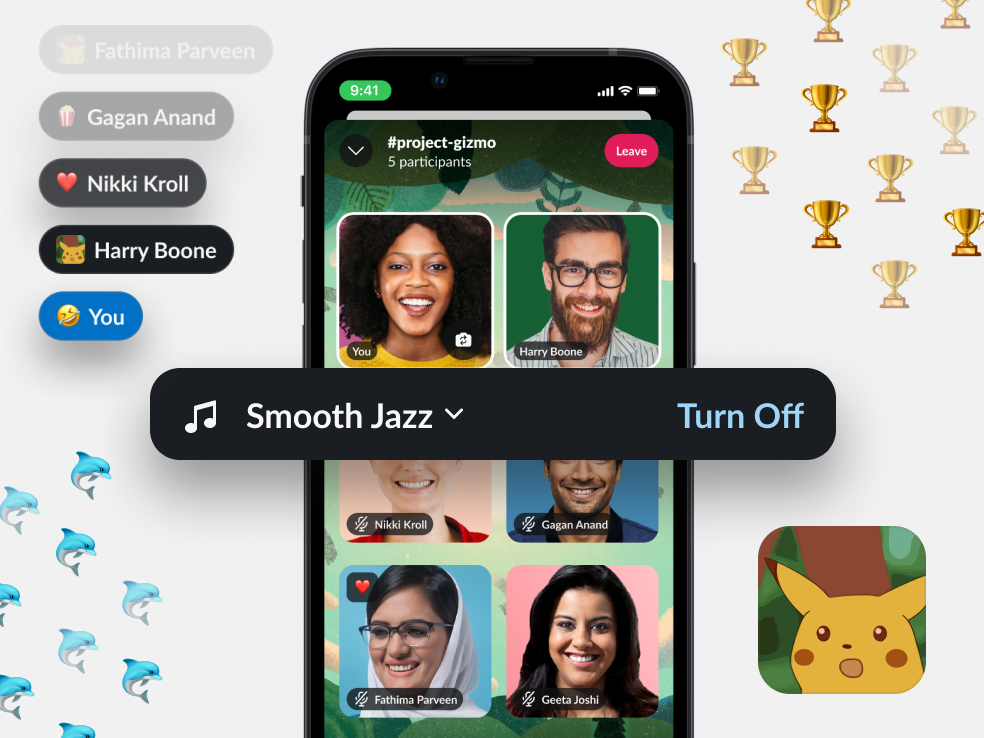 Fathima Parveen
Gagan Anand
Nikki Kroll
Harry Boone
You
9:41
#project-gizmo
5 participants
Leave
You
Harry Boone
Smooth Jazz
Turn Off
Nikki Kroll
Gagan Anand
Fathima Parveen
Geeta Joshi